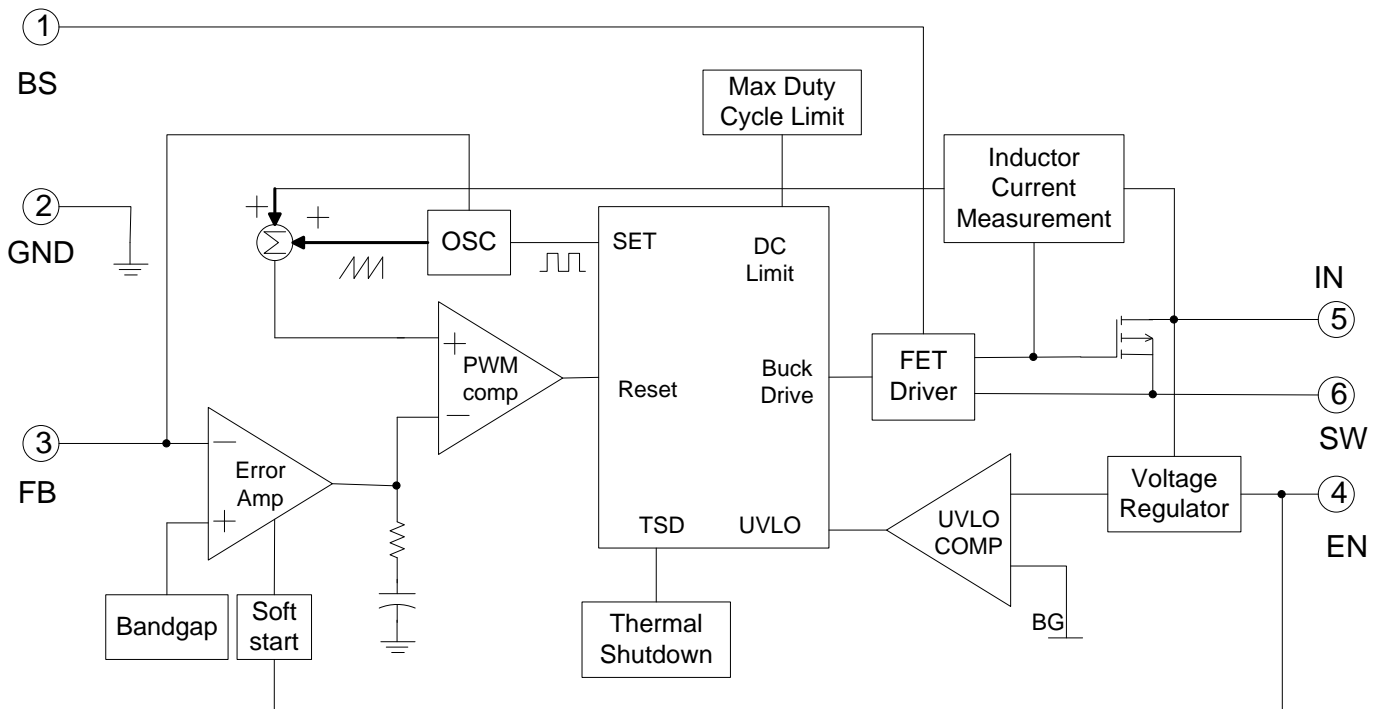 1
BS
Max Duty
Cycle Limit
Inductor
Current
Measurement
2
GND
+
+
Σ
OSC
SET
DC
Limit
IN
5
+
PWM
comp
−
Reset
Buck
Drive
FET
Driver
6
SW
3
FB
−
Error
Amp
+
Voltage
Regulator
4
EN
TSD
UVLO
UVLO
COMP
BG
Bandgap
Soft
start
Thermal
Shutdown